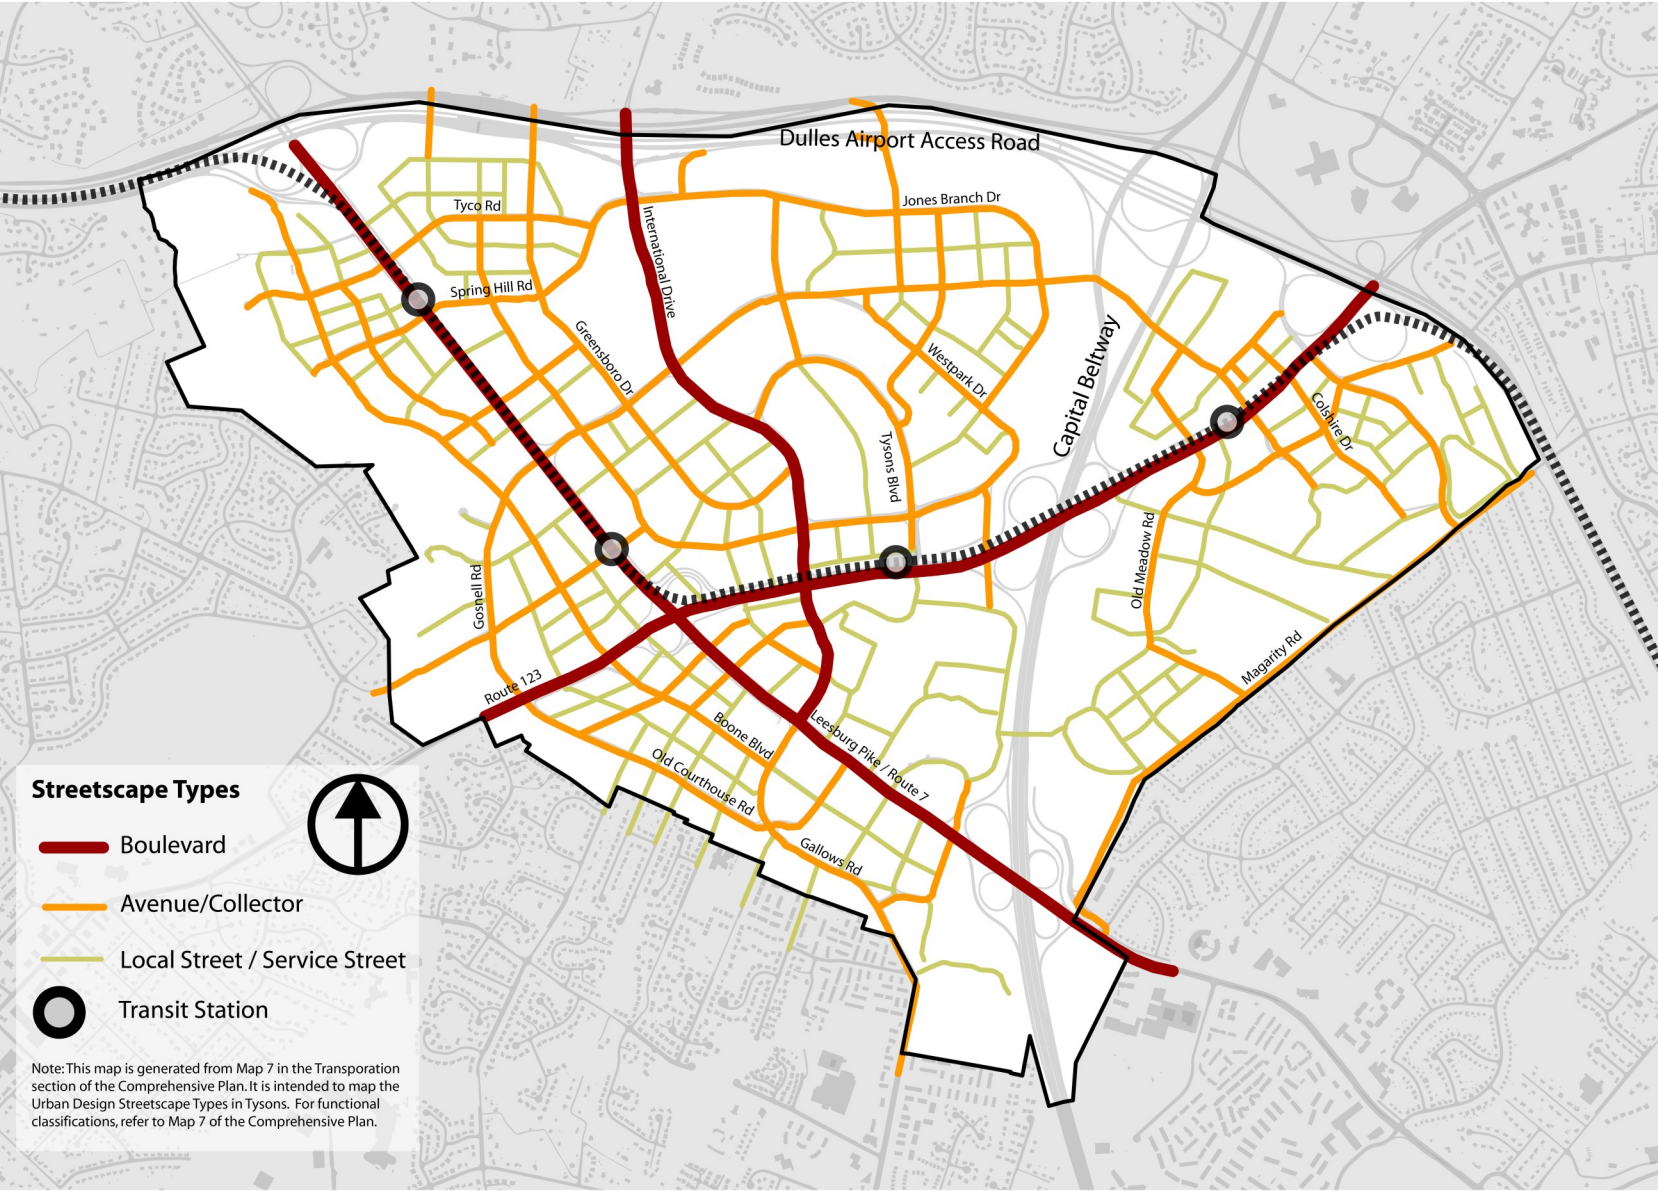 Dulles Airport Access Road
Jones Branch Dr
Tyco Rd
International Drive
Spring Hill Rd
Greensboro Dr
Westpark Dr
Capital Beltway
Colshire Dr
Tysons Blvd
Old Meadow Rd
Gosnell Rd
Magarity Rd
Route 123
Leesburg Pike / Route 7
Boone Blvd
Old Courthouse Rd
Gallows Rd
Streetscape Types
Boulevard
Avenue/Collector
Local Street / Service Street
Transit Station
Note: This map is generated from Map 7 in the Transporation
section of the Comprehensive Plan. It is intended to map the
Urban Design Streetscape Types in Tysons. For functional
classifications, refer to Map 7 of the Comprehensive Plan.